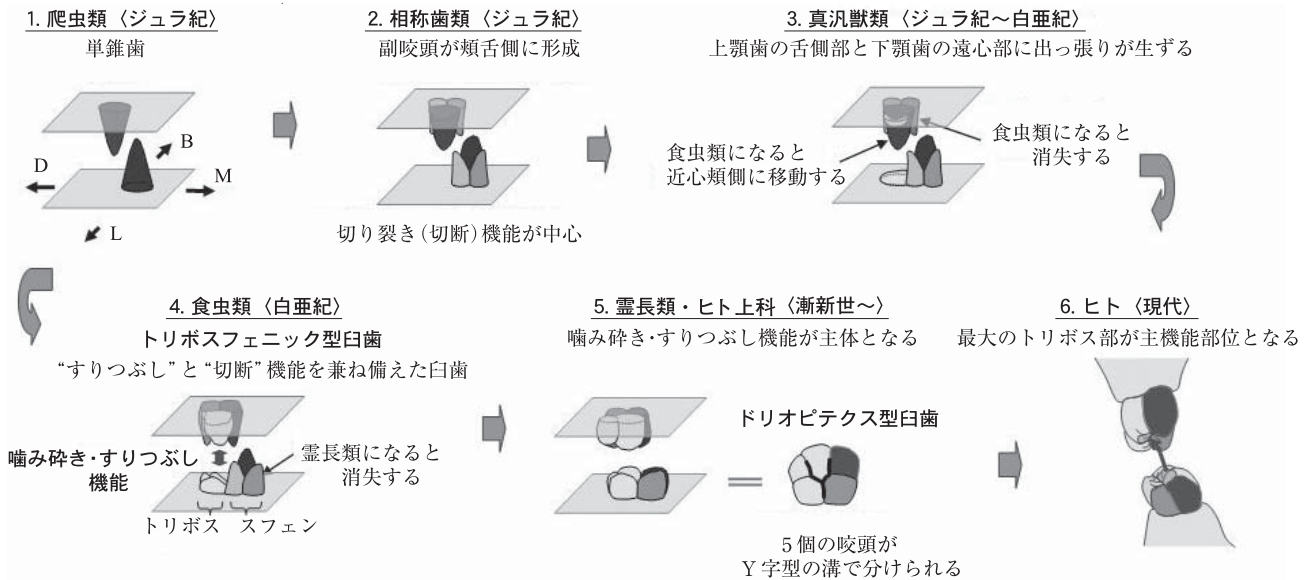 1. 爬虫類〈ジュラ紀〉
単錐歯
B
D
M
L
2. 相称歯類〈ジュラ紀〉
副咬頭が頬舌側に形成
切り裂き（切断）機能が中心
3. 真汎獣類〈ジュラ紀～白亜紀〉
上顎歯の舌側部と下顎歯の遠心部に出っ張りが生ずる
食虫類になると
近心頬側に移動する
食虫類になると
消失する
4. 食虫類〈白亜紀〉
トリボスフェニック型臼歯
“すりつぶし”と“切断”機能を兼ね備えた臼歯
噛み砕き・すりつぶし
機能
霊長類になると
消失する
トリボス
スフェン
5. 霊長類・ヒト上科〈漸新世～〉
噛み砕き・すりつぶし機能が主体となる
ドリオピテクス型臼歯
5個の咬頭が
Y字型の溝で分けられる
6. ヒト〈現代〉
最大のトリボス部が主機能部位となる